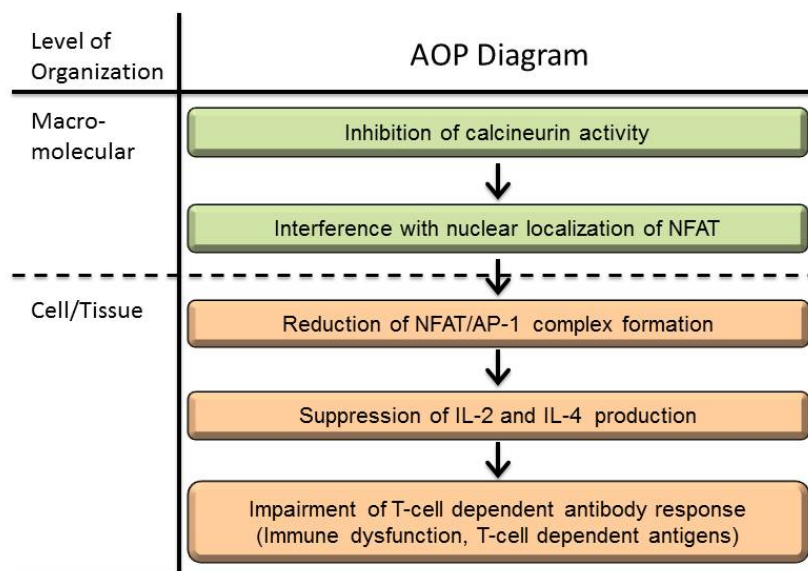 Level of
Organization
AOP Diagram
Macro-
molecular
Inhibition of calcineurin activity
Interference with nuclear localization of NFAT
Cell/Tissue
Reduction of NFAT/AP-1 complex formation
Suppression of IL-2 and IL-4 production
Impairment of T-cell dependent antibody response
(Immune dysfunction, T-cell dependent antigens)